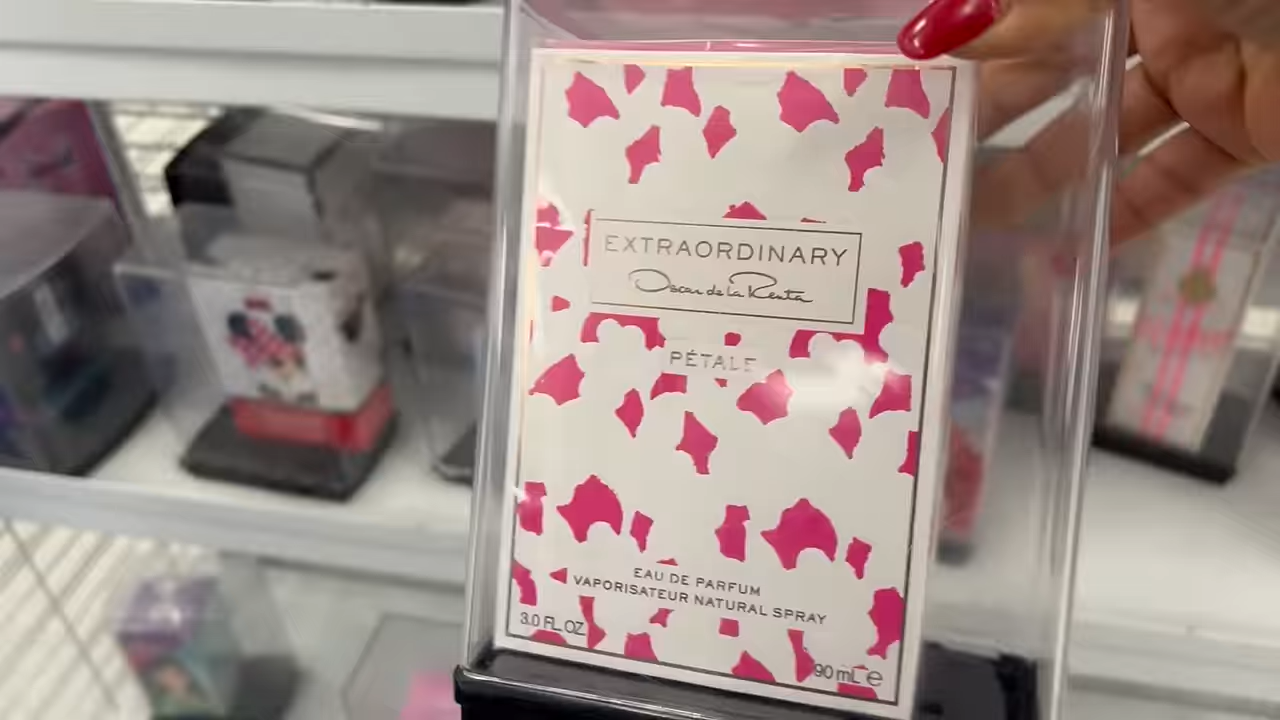 EXTRAORDINARY
Oscar de la Renta
PÉTALE
EAU DE PARFUM
VAPORISATEUR NATURAL SPRAY
3.0 FL.OZ.
90 mL e